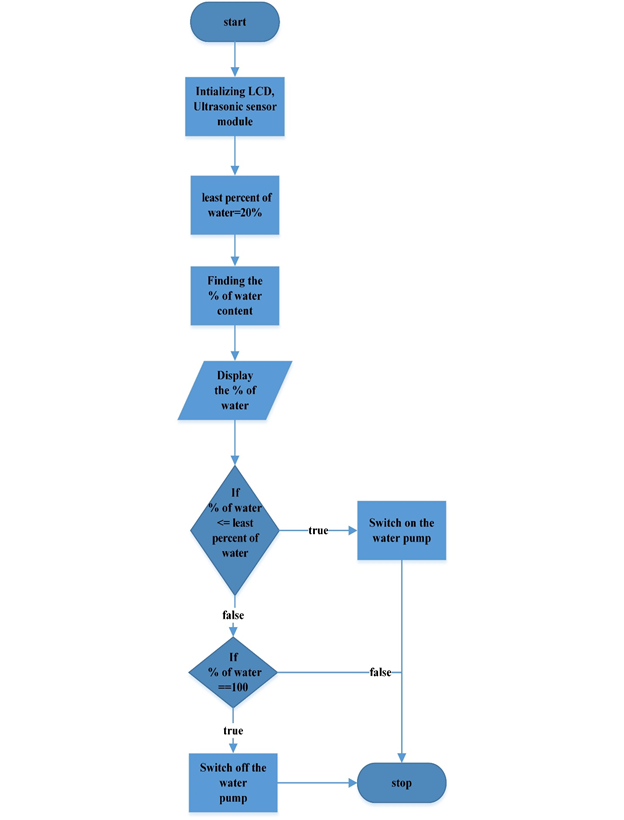 start
Intializing LCD,
Ultrasonic sensor
module
least percent of
water=20%
Finding the
% of water
content
Display
the % of
water
If
% of water
<= least
percent of
water
true
Switch on the
water pump
false
If
% of water
==100
false
true
Switch off the
water
pump
stop